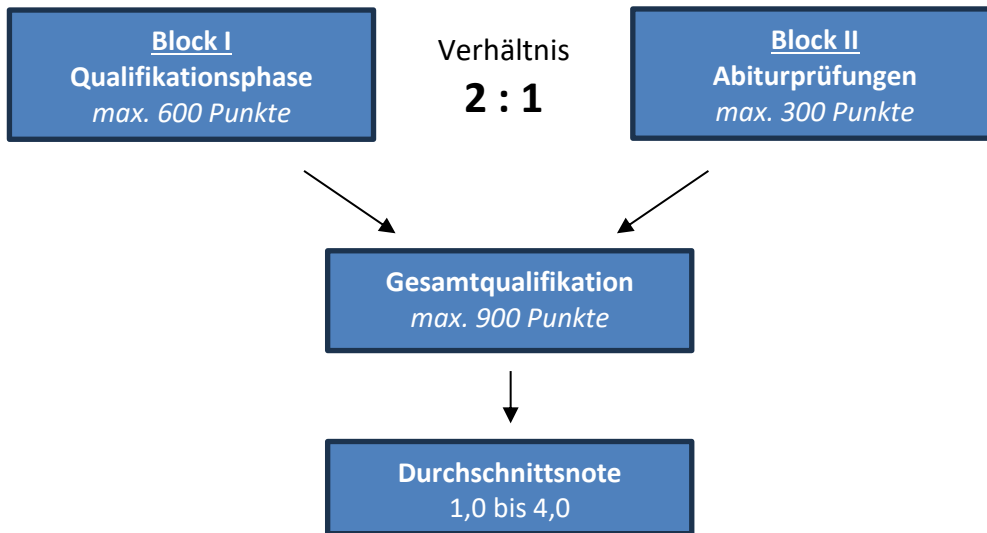 Block I
Qualifikationsphase
max. 600 Punkte
Verhältnis
2 : 1
Block II
Abiturprüfungen
max. 300 Punkte
Gesamtqualifikation
max. 900 Punkte
Durchschnittsnote
1,0 bis 4,0